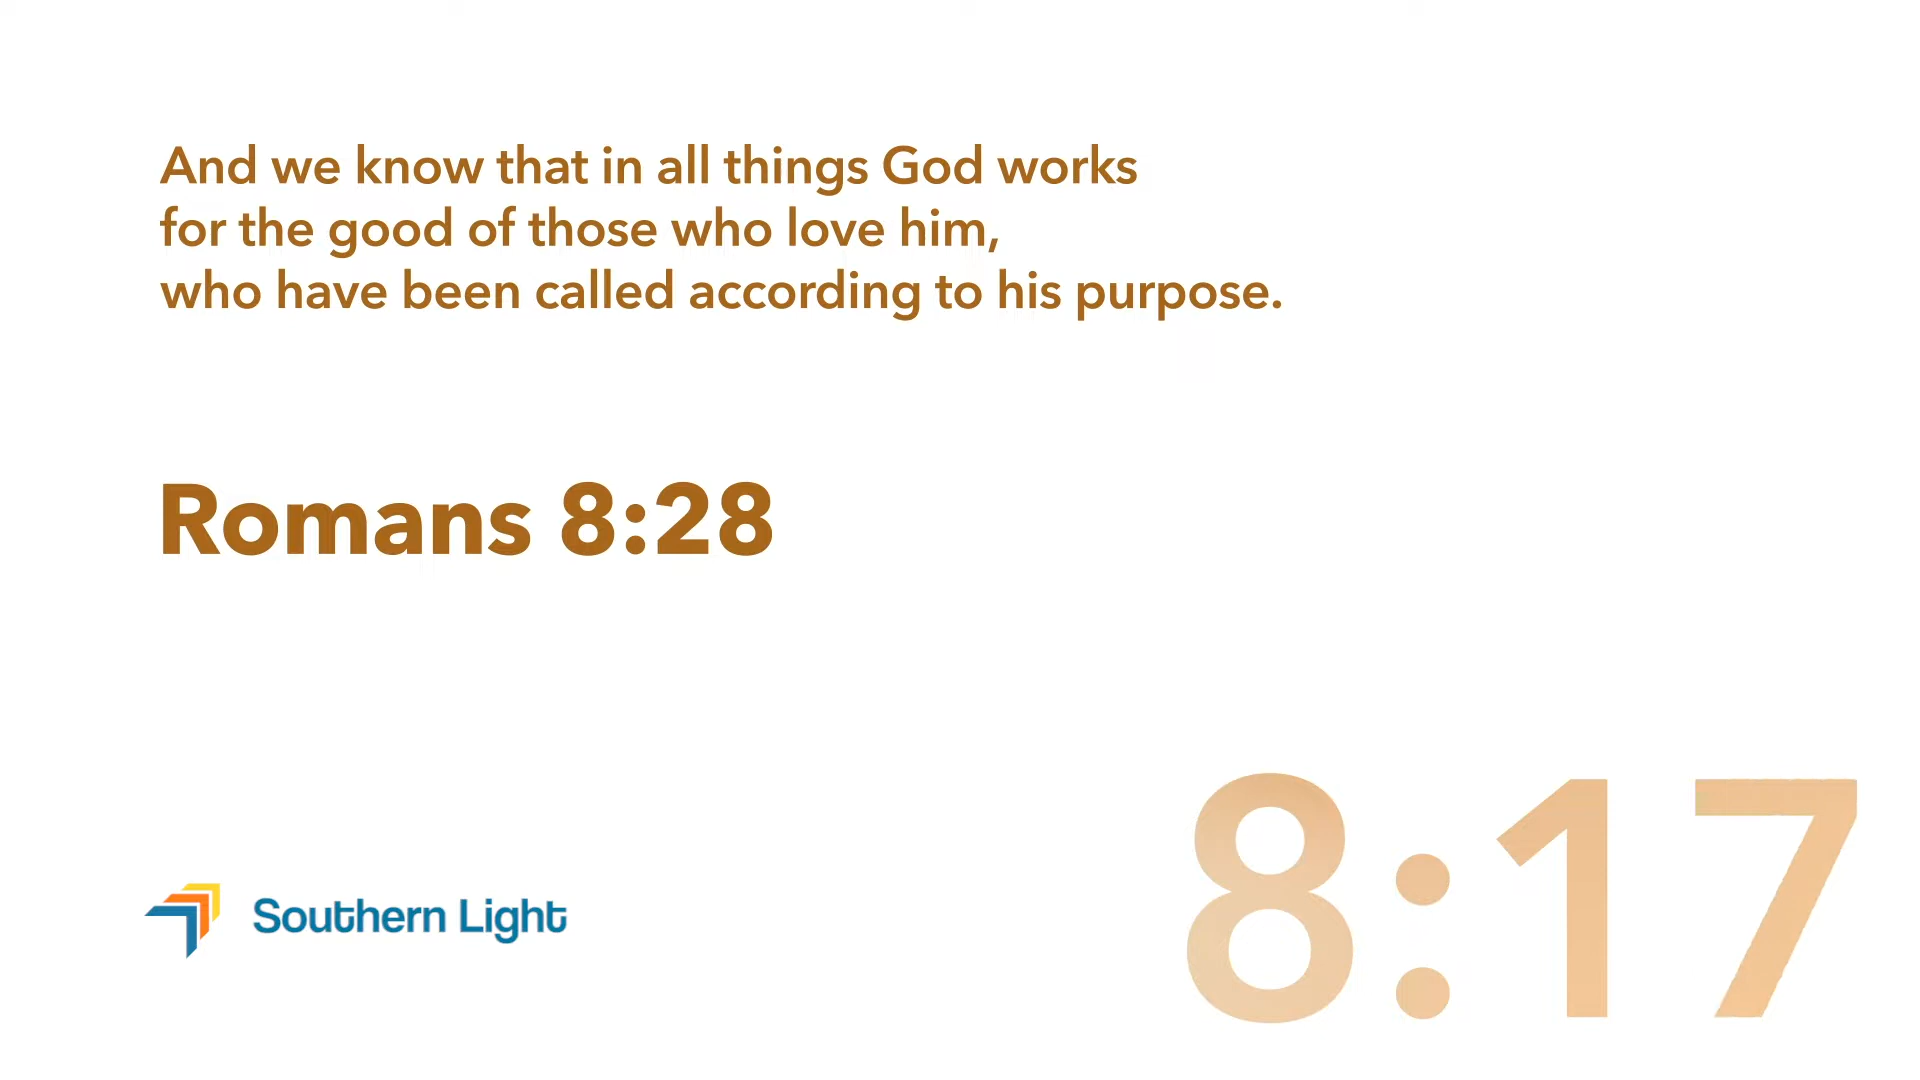 And we know that in all things God works
for the good of those who love him,
who have been called according to his purpose.
Romans 8:28
Southern Light
8:17